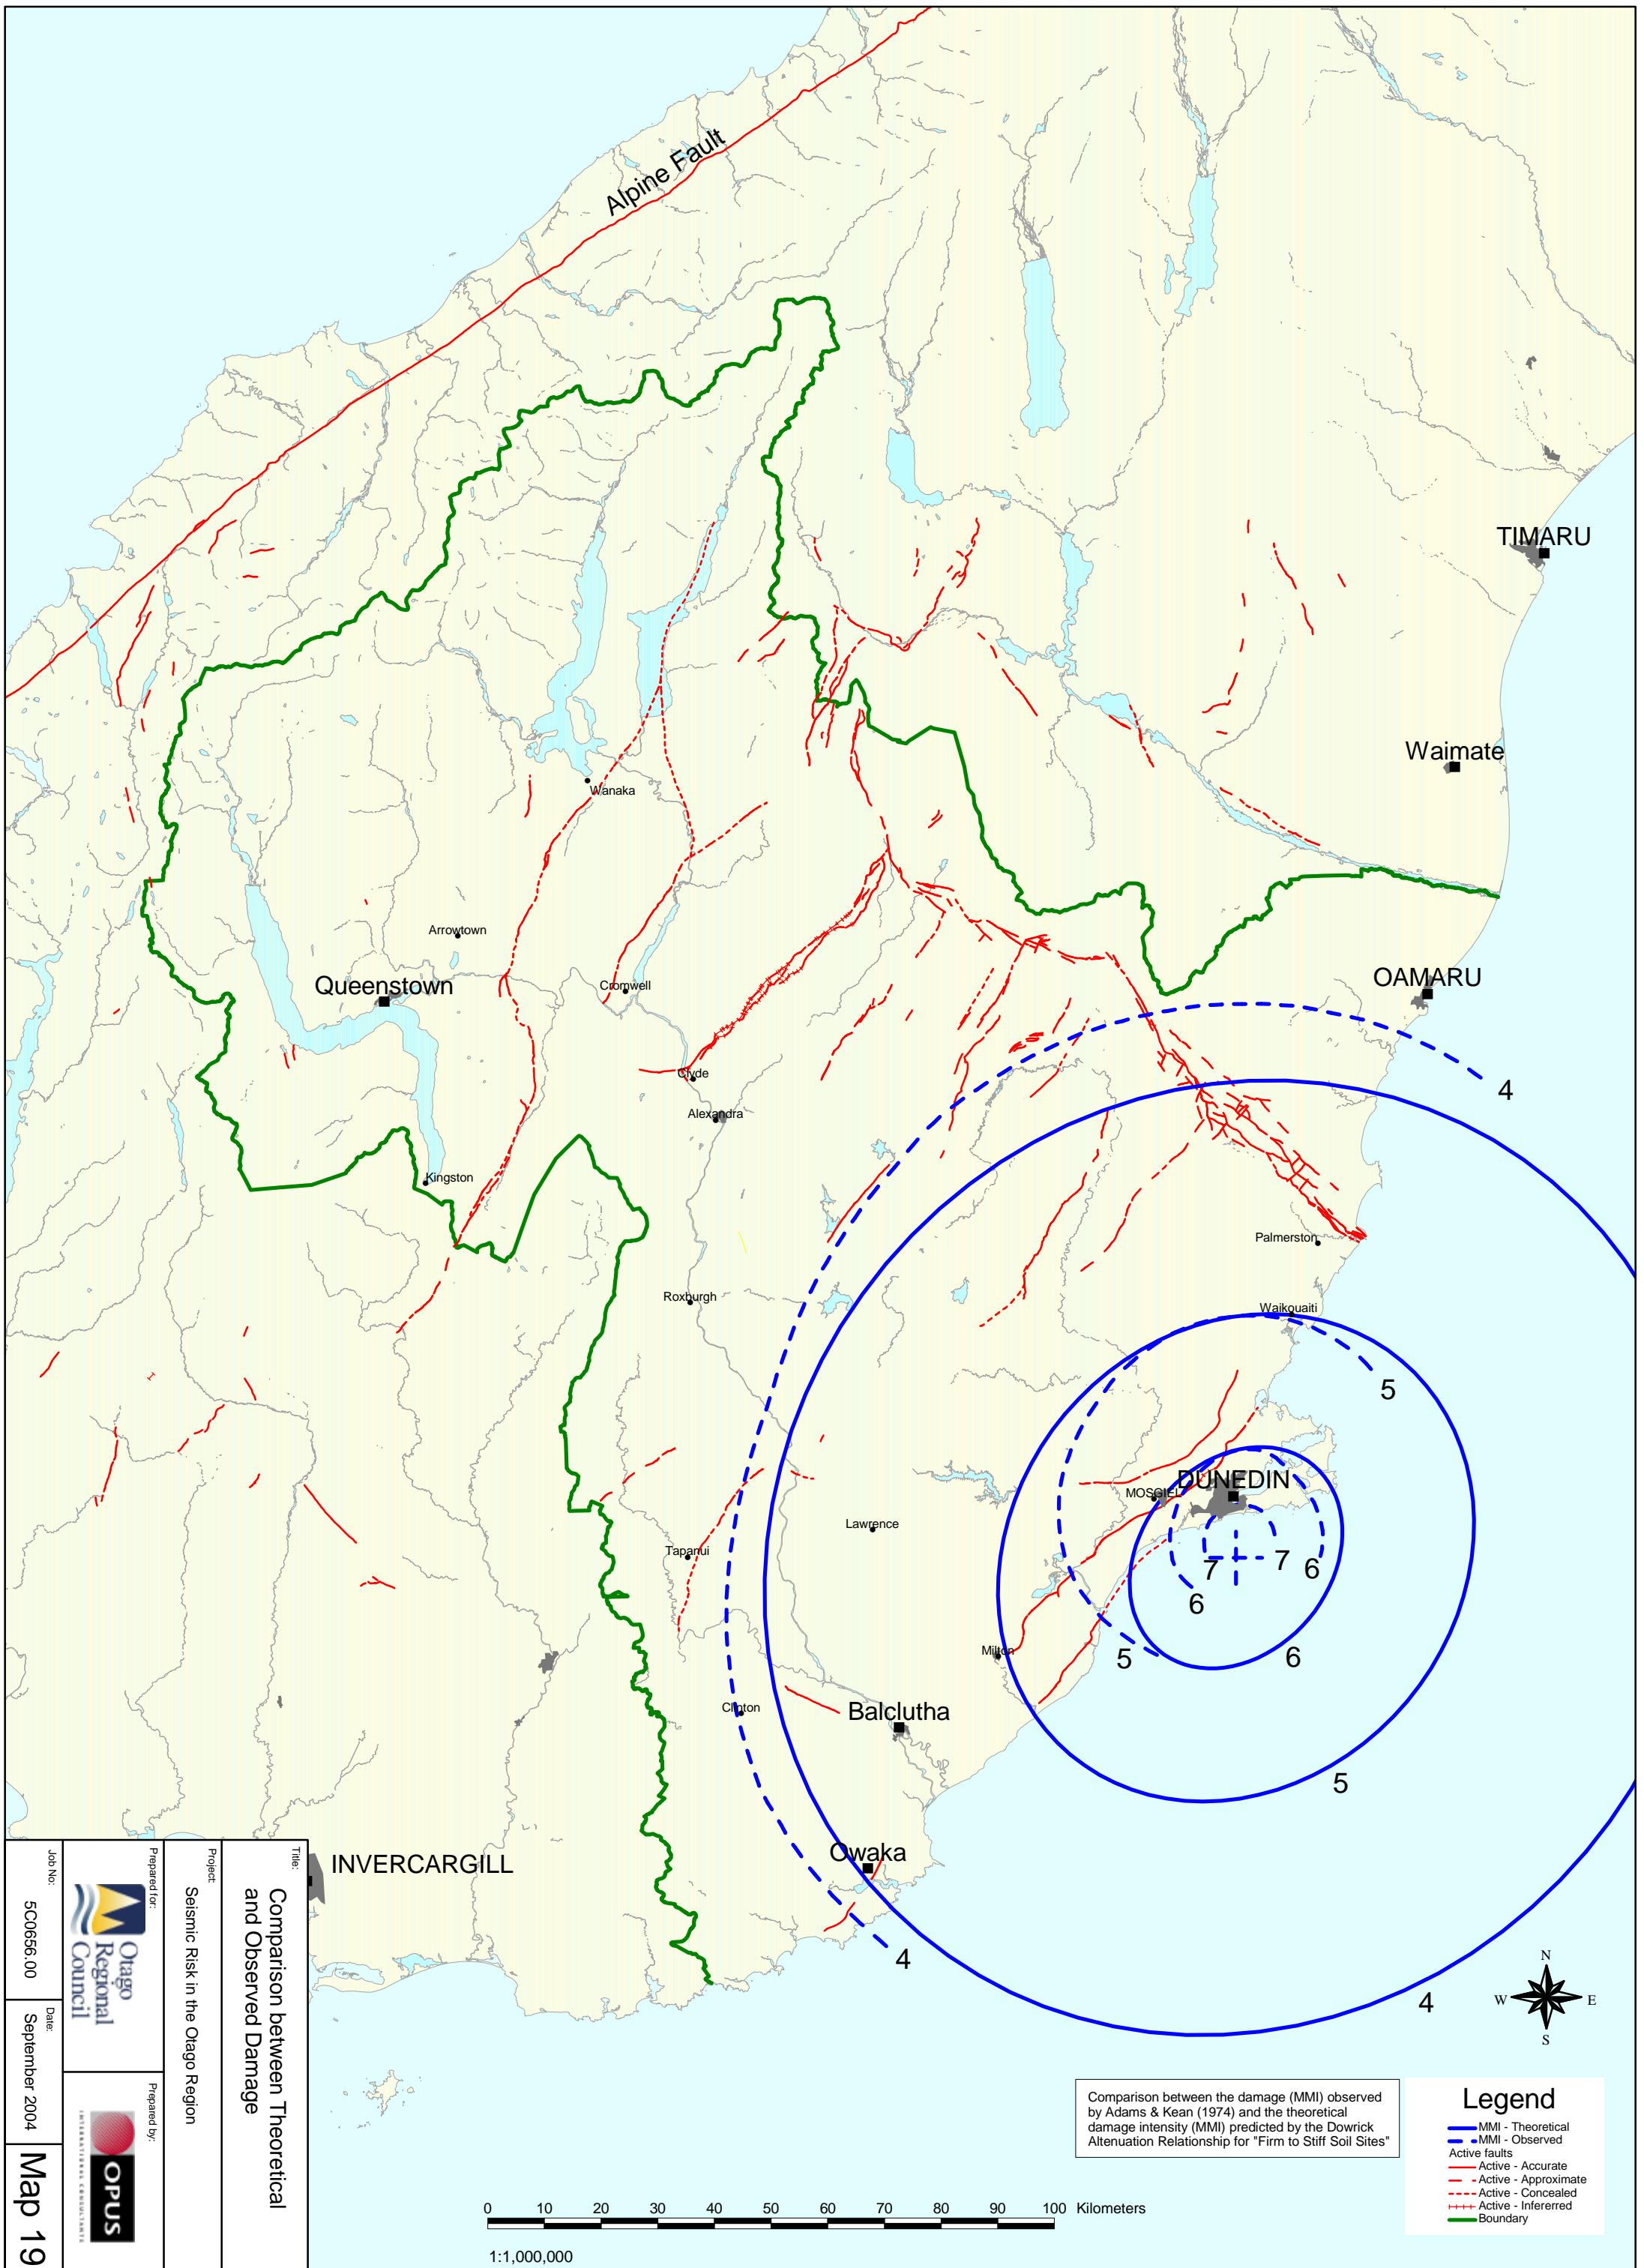 Alpine Fault
TIMARU
Waimate
Wanaka
Arrowtown
Queenstown
Cromwell
OAMARU
Clyde
Alexandra
4
Kingston
Palmerston
Roxburgh
Waikouaiti
5
DUNEDIN
MOSGIEL
Lawrence
Tapanui
7
7
6
6
5
6
Milton
Clinton
Balclutha
5
Owaka
INVERCARGILL
4
4
N
W
E
S
Title:
Comparison between Theoretical
and Observed Damage
Project:
Seismic Risk in the Otago Region
Prepared for:
Otago
Regional
Council
Prepared by:
OPUS
INTERNATIONAL CONSULTANTS
Job No:
5C0656.00
Date:
September 2004
Map 19
Comparison between the damage (MMI) observed
by Adams & Kean (1974) and the theoretical
damage intensity (MMI) predicted by the Dowrick
Altenuation Relationship for "Firm to Stiff Soil Sites"
Legend
MMI - Theoretical
MMI - Observed
Active faults
Active - Accurate
Active - Approximate
Active - Concealed
Active - Infererred
Boundary
0 10 20 30 40 50 60 70 80 90 100 Kilometers
1:1,000,000